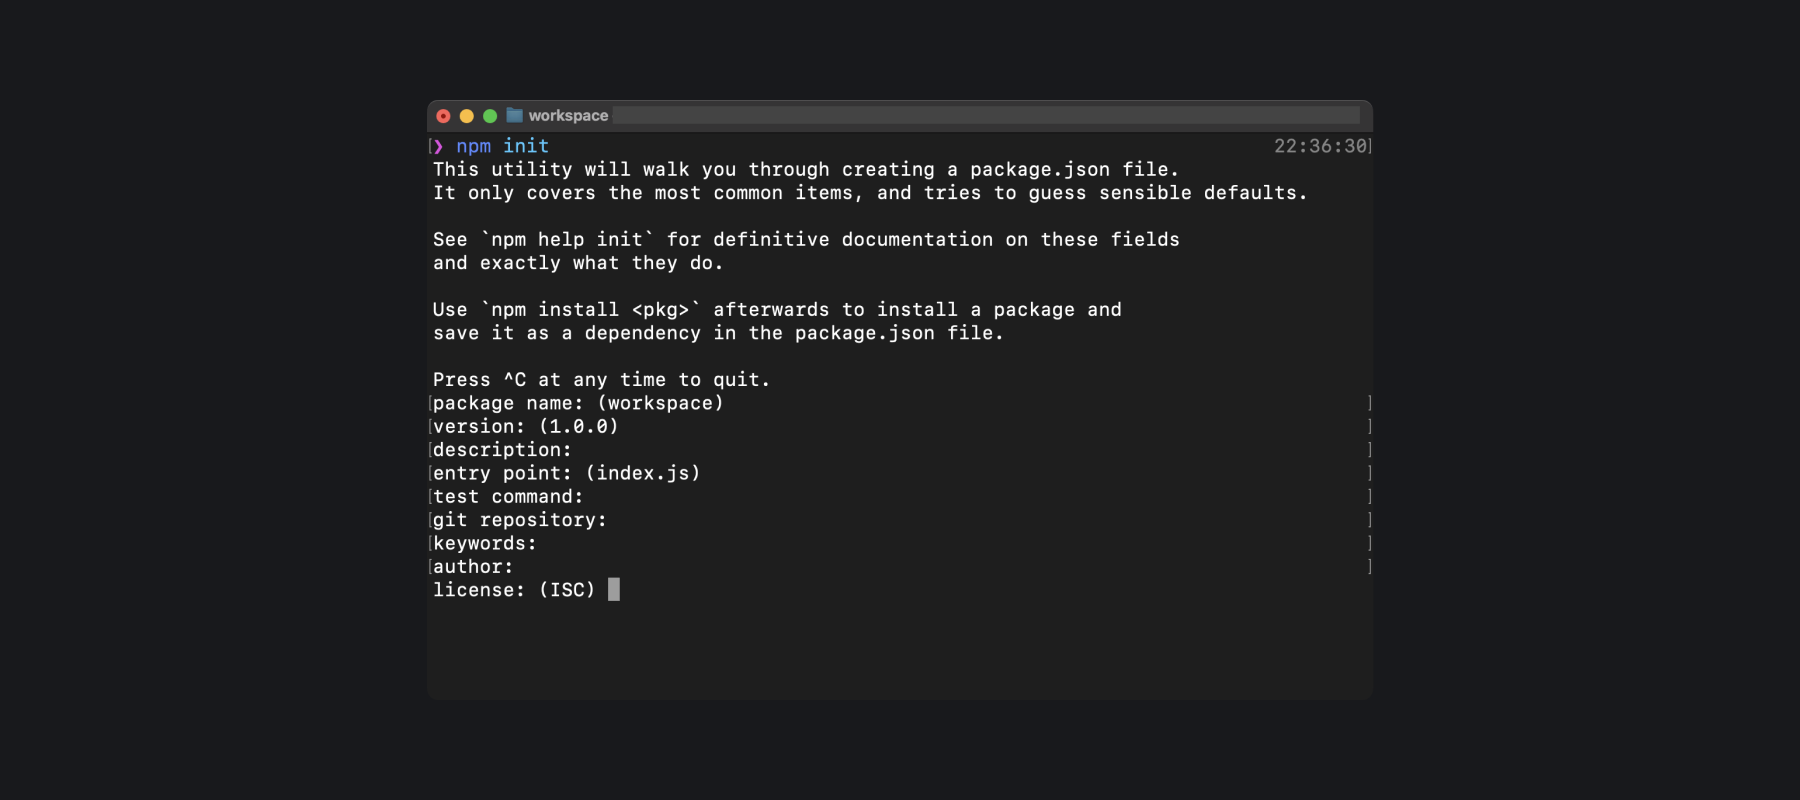 workspace
❯ npm init 22:36:30
This utility will walk you through creating a package.json file.
It only covers the most common items, and tries to guess sensible defaults.
See `npm help init` for definitive documentation on these fields
and exactly what they do.
Use `npm install <pkg>` afterwards to install a package and
save it as a dependency in the package.json file.
Press ^C at any time to quit.
package name: (workspace)
version: (1.0.0)
description:
entry point: (index.js)
test command:
git repository:
keywords:
author:
license: (ISC)